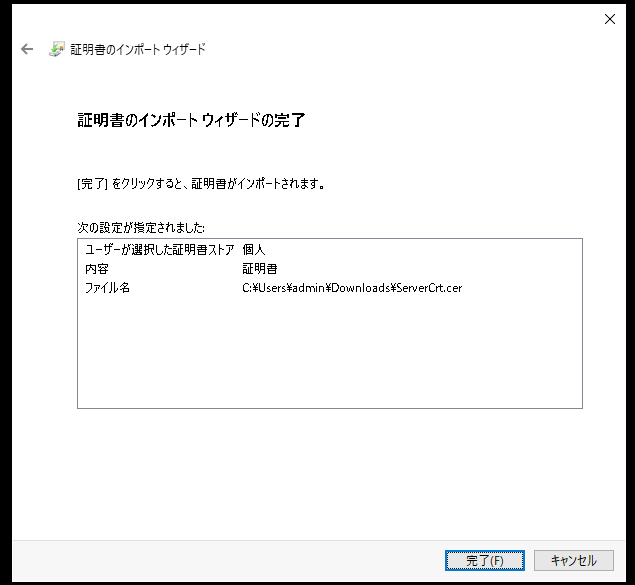 証明書のインポート ウィザード
証明書のインポート ウィザードの完了
[完了] をクリックすると、証明書がインポートされます。
次の設定が指定されました:
ユーザーが選択した証明書ストア 個人
内容 証明書
ファイル名 C:¥Users¥admin¥Downloads¥ServerCrt.cer
完了(F) キャンセル